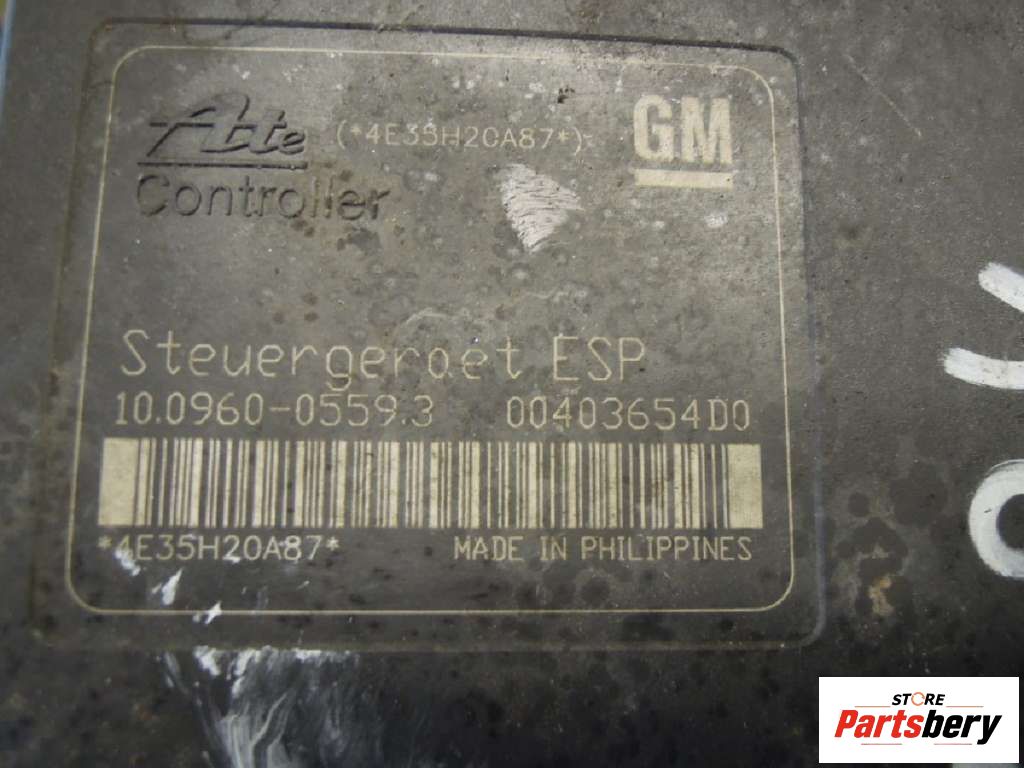 Ate (*4E35H20A87*) GM
Controller
Steuergeraet ESP
10.0960-0559.3 00403654D0
*4E35H20A87* MADE IN PHILIPPINES
STORE
Partsbery